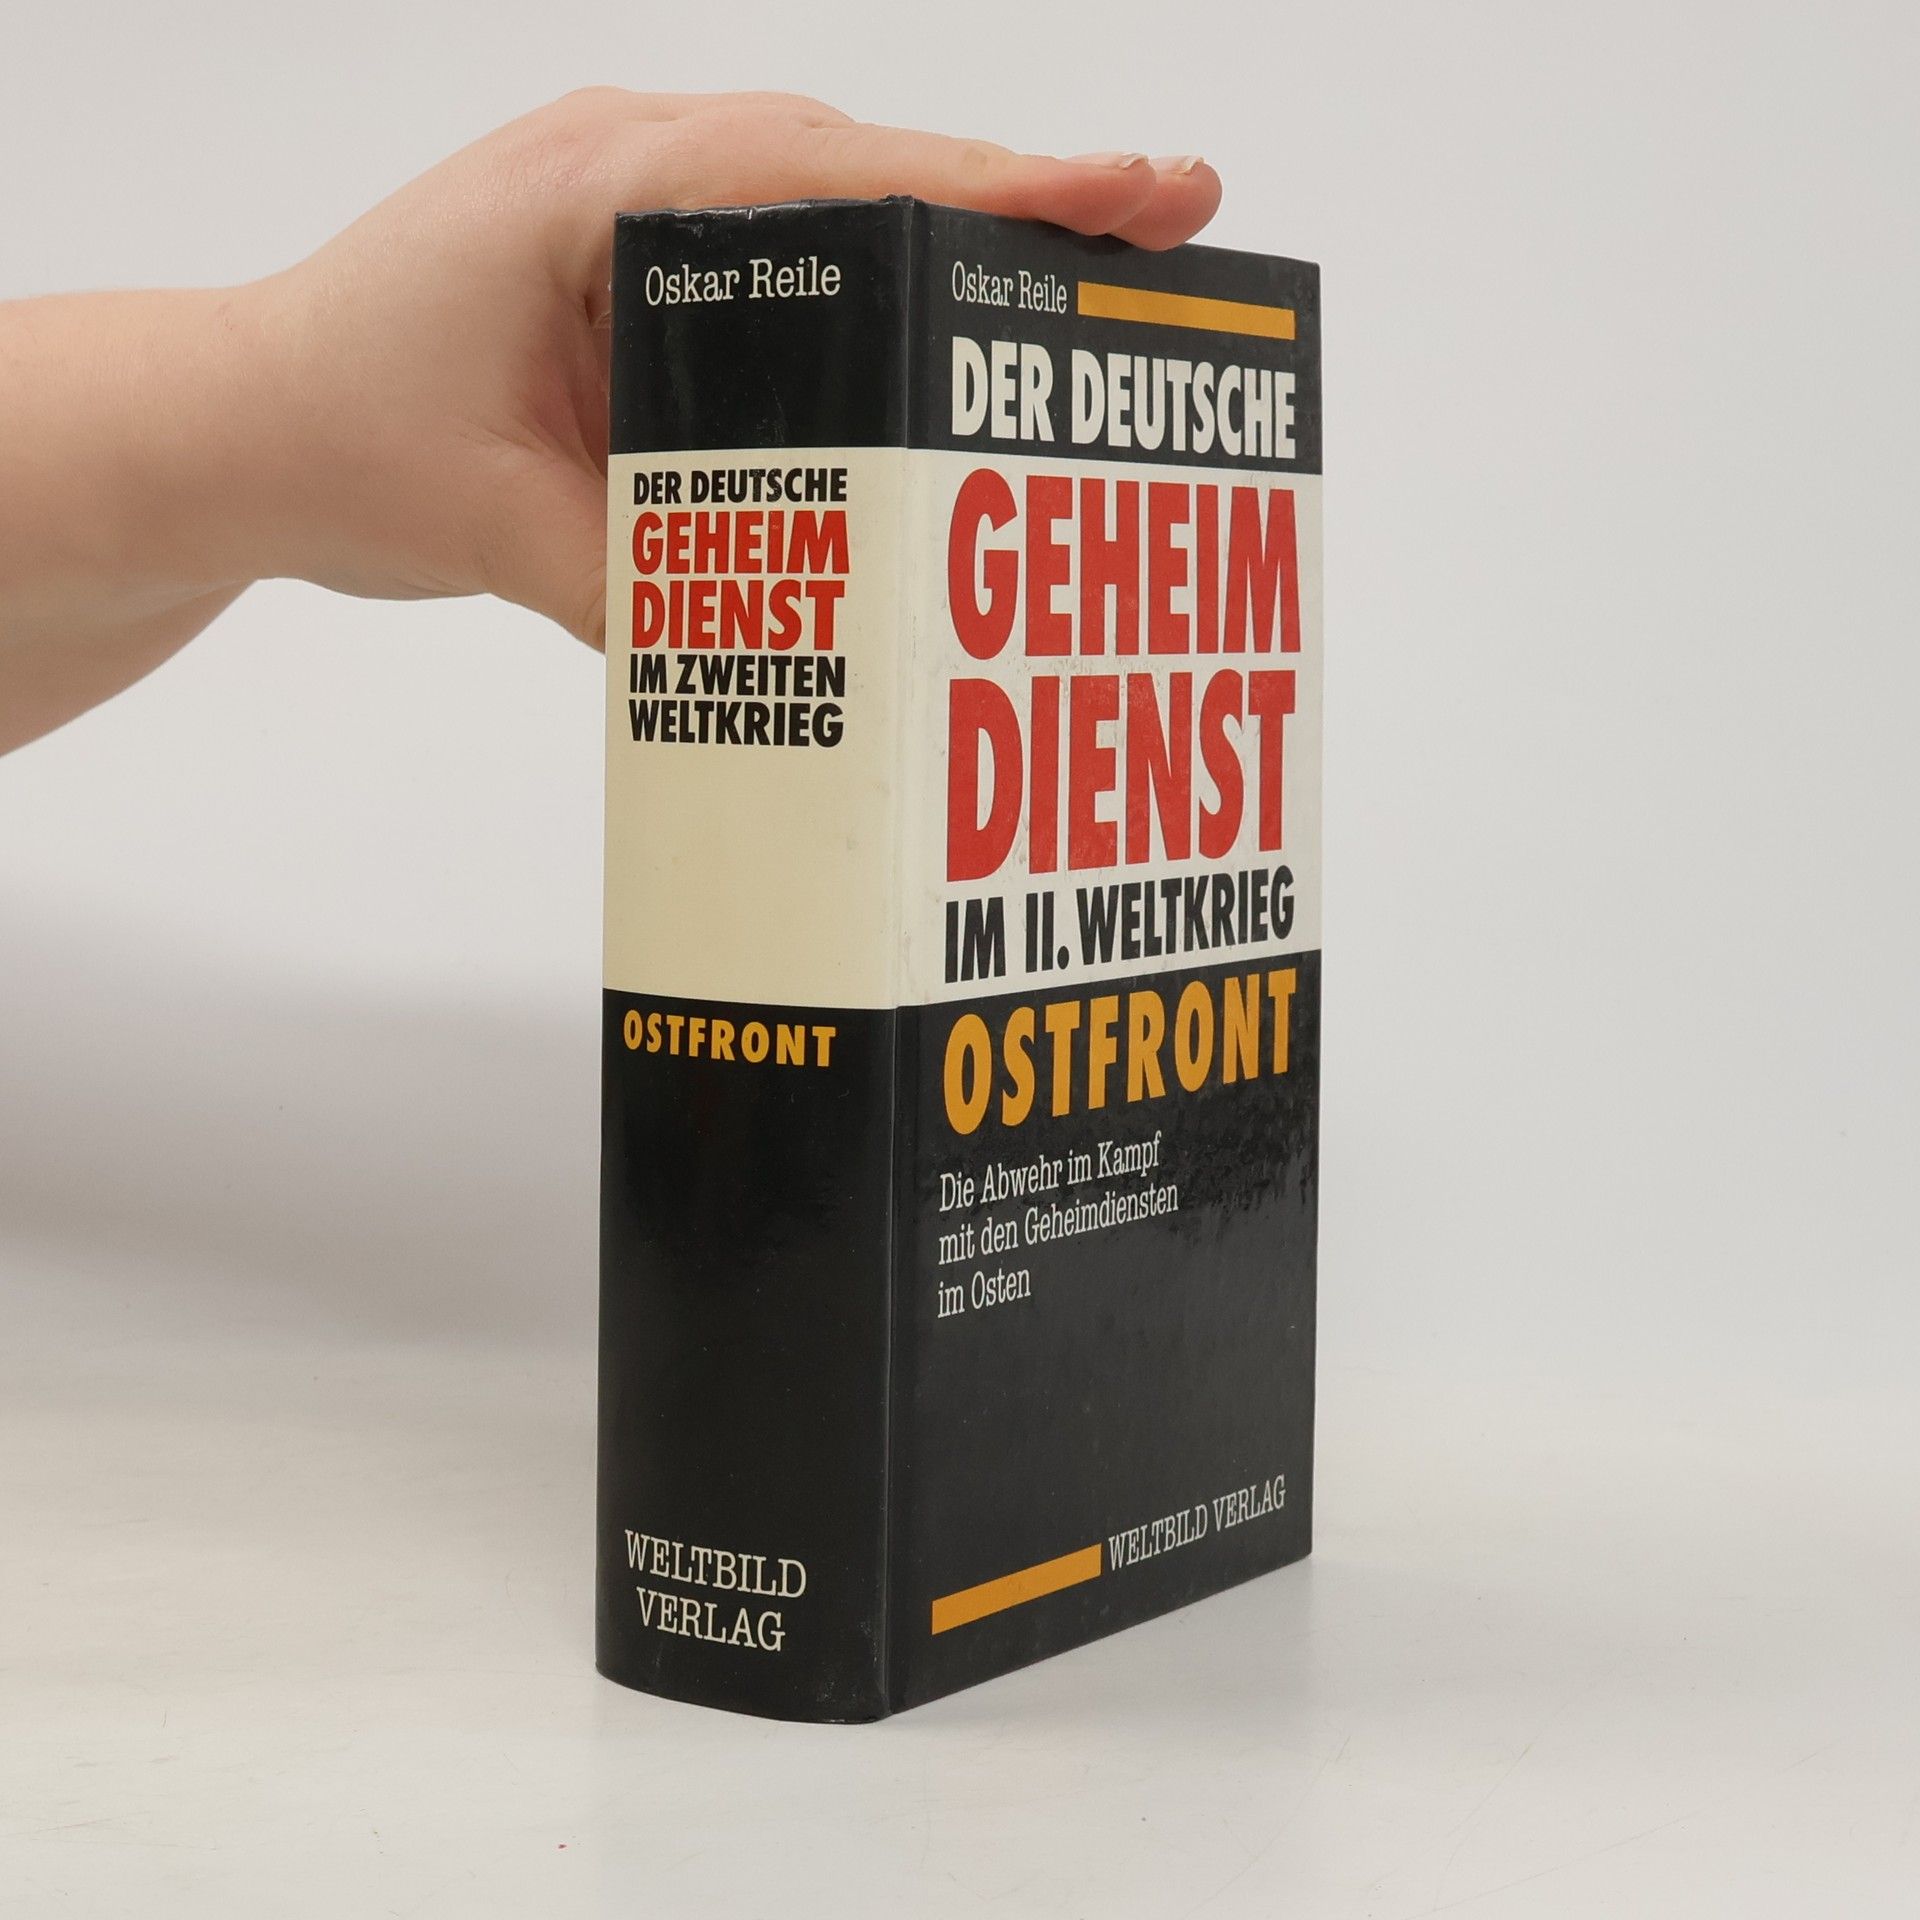 Oskar Reile
DER DEUTSCHE
GEHEIM
DIENST
IM ZWEITEN
WELTKRIEG
OSTFRONT
WELTBILD
VERLAG
Oskar Reile
DER DEUTSCHE
GEHEIM
DIENST
IM II. WELTKRIEG
OSTFRONT
Die Abwehr im Kampf
mit den Geheimdiensten
im Osten
WELTBILD VERLAG